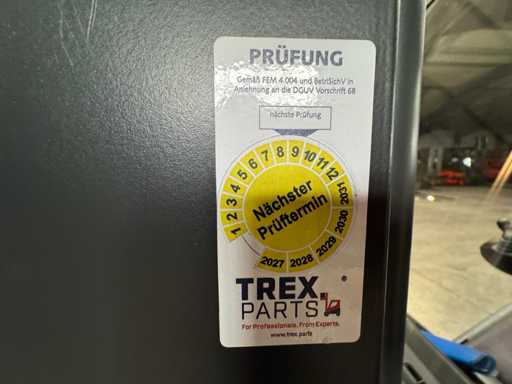 PRÜFUNG
Gemäß FEM 4.004 und BetrSichV in
Anlehnung an die DGUV Vorschrift 68
nächste Prüfung
1 2 3 4 5 6 7 8 9 10 11 12
2027 2028 2029 2030 2031
Nächster
Prüftermin
TREX.
PARTS
®
For Professionals. From Experts.
www.trex.parts